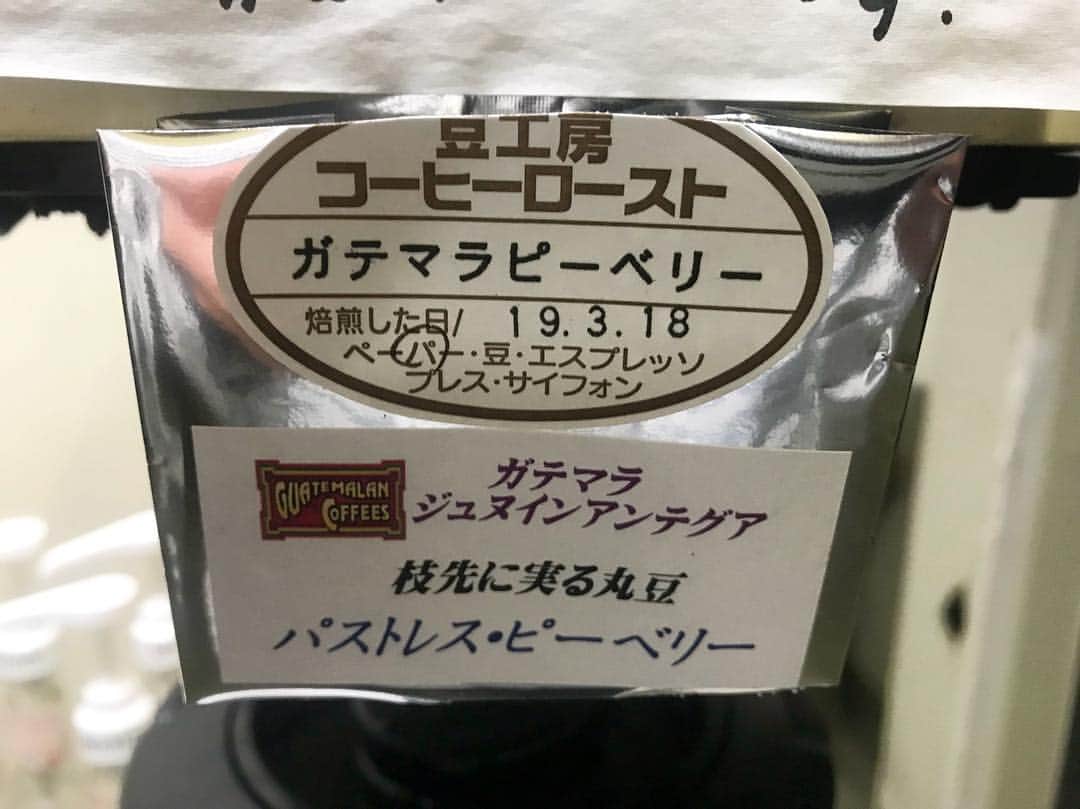 豆工房
コーヒーロースト
ガテマラピーベリー
焙煎した日/ 19.3.18
ペーパー・豆・エスプレッソ
プレス・サイフォン
GUATEMALAN
COFFEES
ガテマラ
ジュヌインアンテグア
枝先に実る丸豆
パストレス・ピーベリー